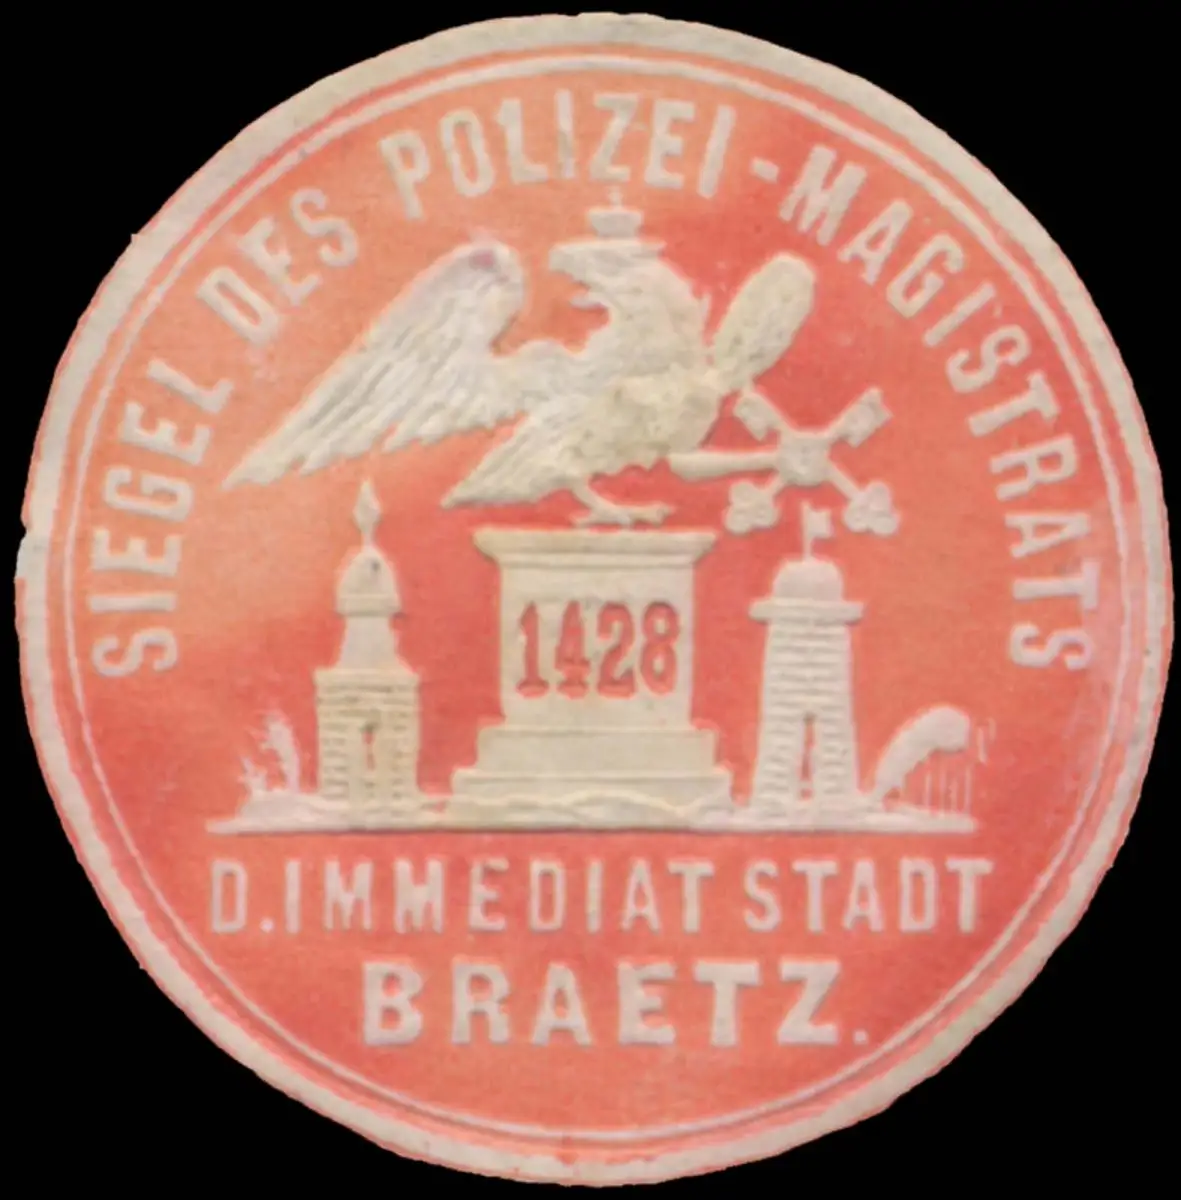 SIEGEL DES POLIZEI-MAGISTRATS
1428
D. IMMEDIAT STADT
BRAETZ.